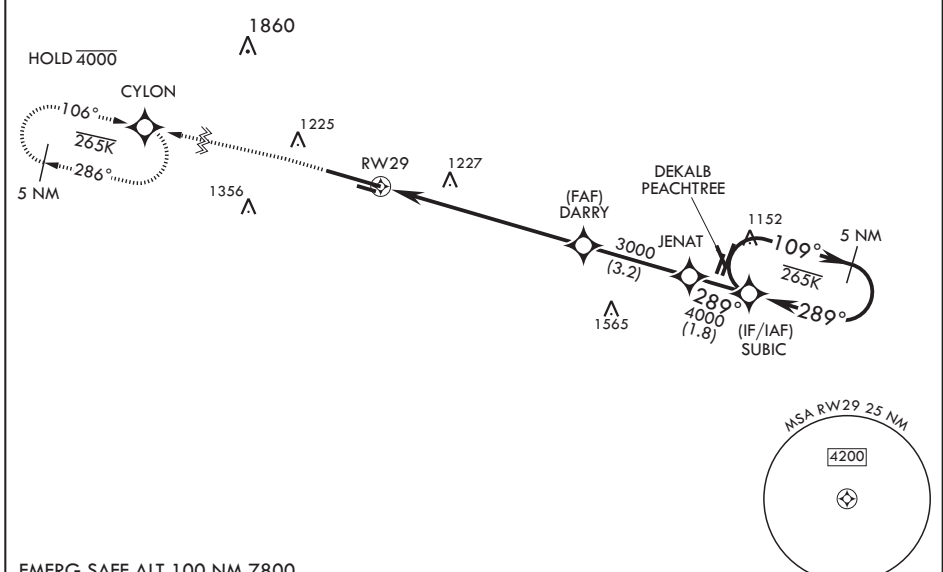 1860
HOLD 4000
CYLON
106°
265K
286°
5 NM
1225
1356
RW29
1227
(FAF)
DARRY
DEKALB
PEACHTREE
1152
3000
(3.2)
JENAT
109°
5 NM
265K
289°
289°
4000
(1.8)
1565
(IF/IAF)
SUBIC
MSA RW29 25 NM
4200
EMERG SAFE ALT 100 NM 7800